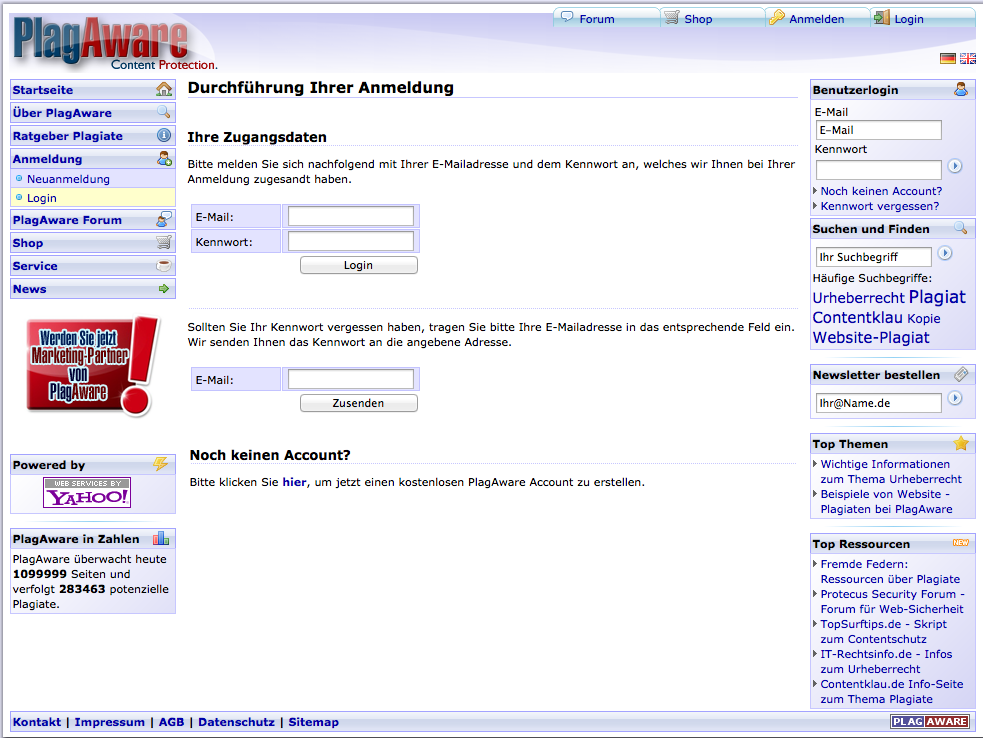 PlagAware
Content Protection.
Forum
Shop
Anmelden
Login
Startseite
Über PlagAware
Ratgeber Plagiate
Anmeldung
Neuanmeldung
Login
PlagAware Forum
Shop
Service
News
Werden Sie jetzt
Marketing-Partner
von
PlagAware
!
Powered by
WEB SERVICES BY
YAHOO!
PlagAware in Zahlen
PlagAware überwacht heute
1099999 Seiten und
verfolgt 283463 potenzielle
Plagiate.
Durchführung Ihrer Anmeldung
Ihre Zugangsdaten
Bitte melden Sie sich nachfolgend mit Ihrer E-Mailadresse und dem Kennwort an, welches wir Ihnen bei Ihrer
Anmeldung zugesandt haben.
E-Mail:
Kennwort:
Login
Sollten Sie Ihr Kennwort vergessen haben, tragen Sie bitte Ihre E-Mailadresse in das entsprechende Feld ein.
Wir senden Ihnen das Kennwort an die angebene Adresse.
E-Mail:
Zusenden
Noch keinen Account?
Bitte klicken Sie hier, um jetzt einen kostenlosen PlagAware Account zu erstellen.
Benutzerlogin
E-Mail
E-Mail
Kennwort
Noch keinen Account?
Kennwort vergessen?
Suchen und Finden
Ihr Suchbegriff
Häufige Suchbegriffe:
Urheberrecht Plagiat
Contentklau Kopie
Website-Plagiat
Newsletter bestellen
Ihr@Name.de
Top Themen
Wichtige Informationen
zum Thema Urheberrecht
Beispiele von Website -
Plagiaten bei PlagAware
Top Ressourcen
NEW
Fremde Federn:
Ressourcen über Plagiate
Protecus Security Forum -
Forum für Web-Sicherheit
TopSurftips.de - Skript
zum Contentschutz
IT-Rechtsinfo.de - Infos
zum Urheberrecht
Contentklau.de Info-Seite
zum Thema Plagiate
Kontakt | Impressum | AGB | Datenschutz | Sitemap
PLAGAWARE